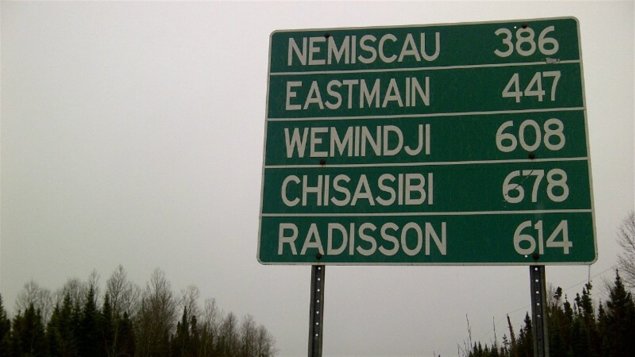 NEMISCAU 386
EASTMAIN 447
WEMINDJI 608
CHISASIBI 678
RADISSON 614